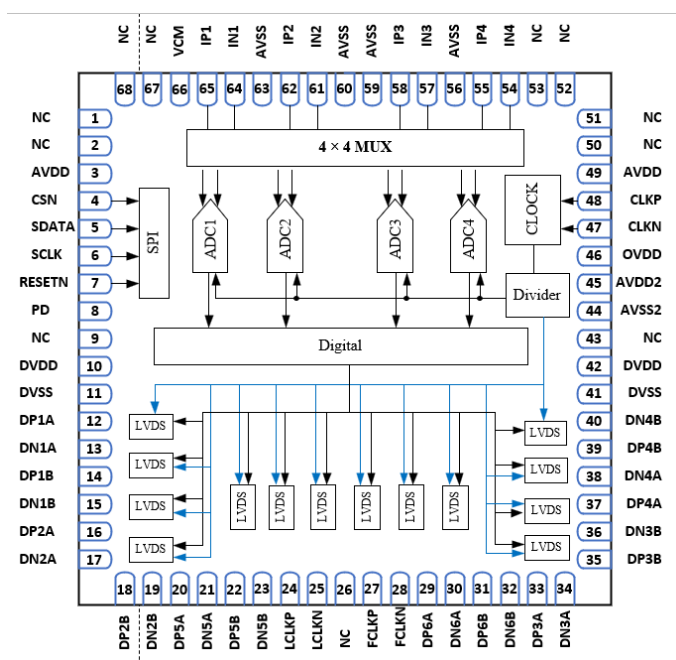 NC NC VCM IP1 IN1 AVSS IP2 IN2 AVSS AVSS IP3 IN3 AVSS IP4 IN4 NC NC
68 67 66 65 64 63 62 61 60 59 58 57 56 55 54 53 52
NC 1 51 NC
NC 2 4 × 4 MUX 50 NC
AVDD 3 49 AVDD
CSN 4 48 CLKP
SDATA 5 SPI ADC1 ADC2 ADC3 ADC4 CLOCK 47 CLKN
SCLK 6 46 OVDD
RESETN 7 45 AVDD2
Divider
PD 8 44 AVSS2
NC 9 43 NC
Digital
DVDD 10 42 DVDD
DVSS 11 41 DVSS
DP1A 12 LVDS LVDS 40 DN4B
DN1A 13 39 DP4B
LVDS LVDS
DP1B 14 38 DN4A
DN1B 15 LVDS LVDS LVDS LVDS LVDS LVDS LVDS LVDS LVDS 37 DP4A
DP2A 16 36 DN3B
LVDS LVDS
DN2A 17 35 DP3B
18 19 20 21 22 23 24 25 26 27 28 29 30 31 32 33 34
DP2B DN2B DP5A DN5A DP5B DN5B LCLKP LCLKN NC FCLKP FCLKN DP6A DN6A DP6B DN6B DP3A DN3A